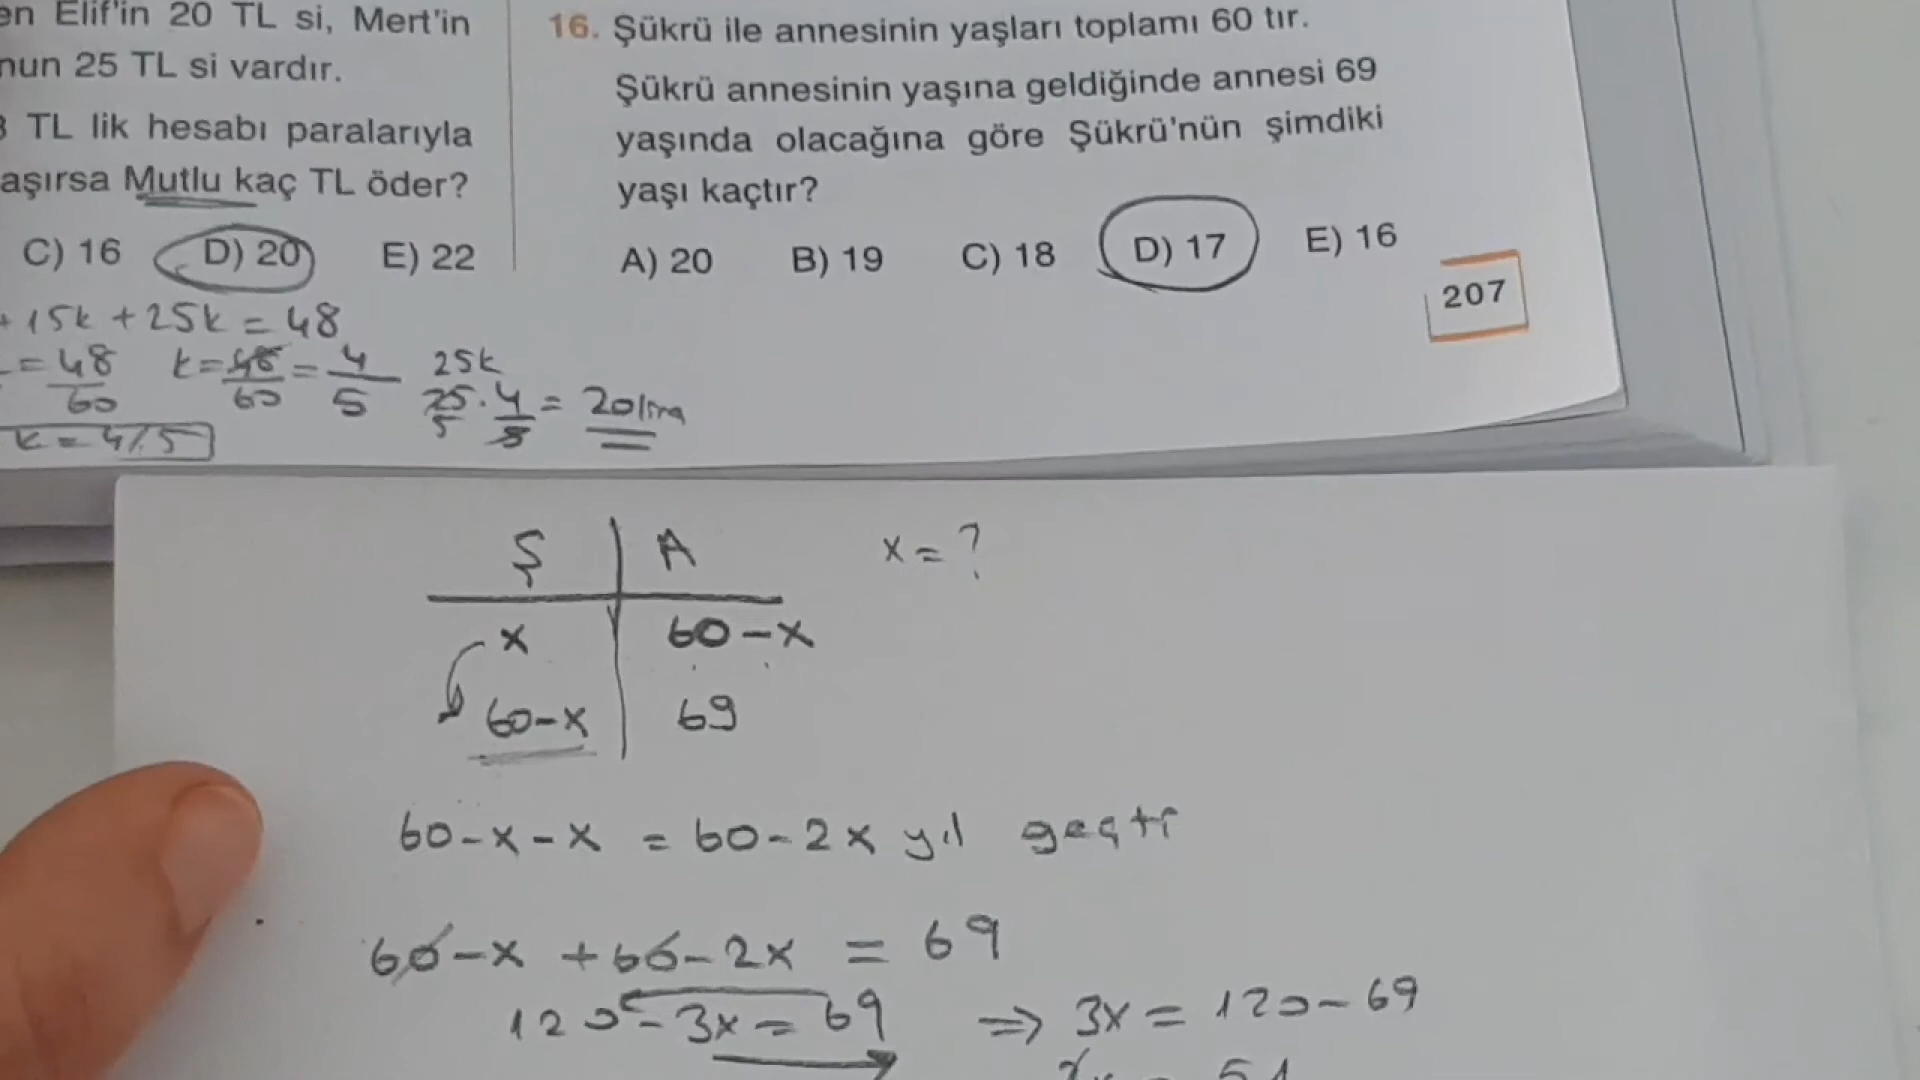 en Elif'in 20 TL si, Mert'in
nun 25 TL si vardır.
TL lik hesabı paralarıyla
aşırsa Mutlu kaç TL öder?
C) 16 D) 20 E) 22
+ 15k + 25k = 48
= 48/60 k = 48/60 = 4/5 25k
25/5 · 4/5 = 20 lira
k = 4/5
16. Şükrü ile annesinin yaşları toplamı 60 tır.
Şükrü annesinin yaşına geldiğinde annesi 69
yaşında olacağına göre Şükrü'nün şimdiki
yaşı kaçtır?
A) 20 B) 19 C) 18 D) 17 E) 16
207
Ş A x = ?
x 60-x
60-x 69
60-x-x = 60-2x yıl geçti
60-x + 60-2x = 69
120-3x = 69 ⇒ 3x = 120-69